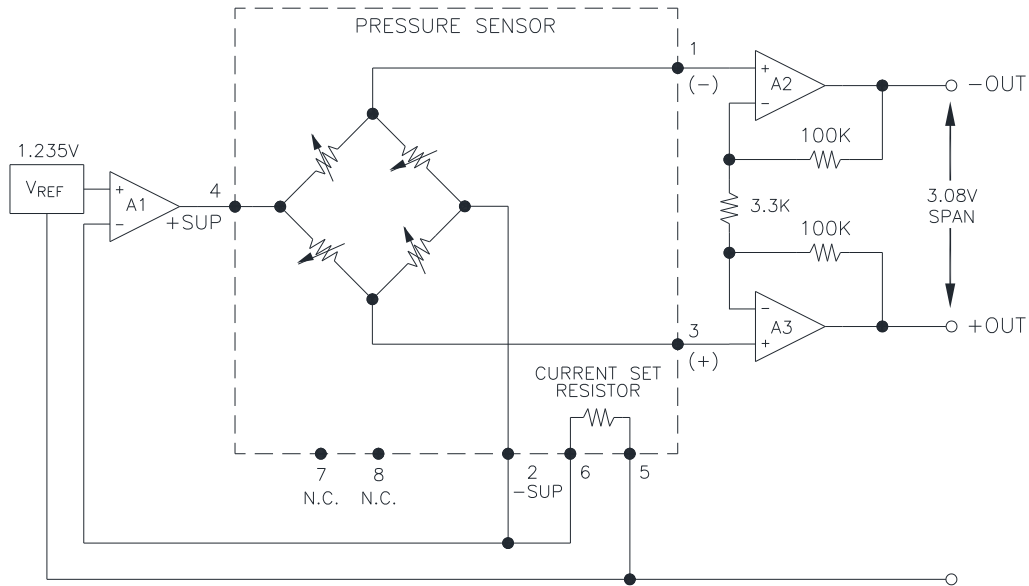 PRESSURE SENSOR
1
(-)
+
A2
-
-OUT
100K
1.235V
VREF
+
A1
-
4
+SUP
3.3K
3.08V
SPAN
100K
-
A3
+
+OUT
3
(+)
CURRENT SET
RESISTOR
7
N.C.
8
N.C.
2
-SUP
6
5